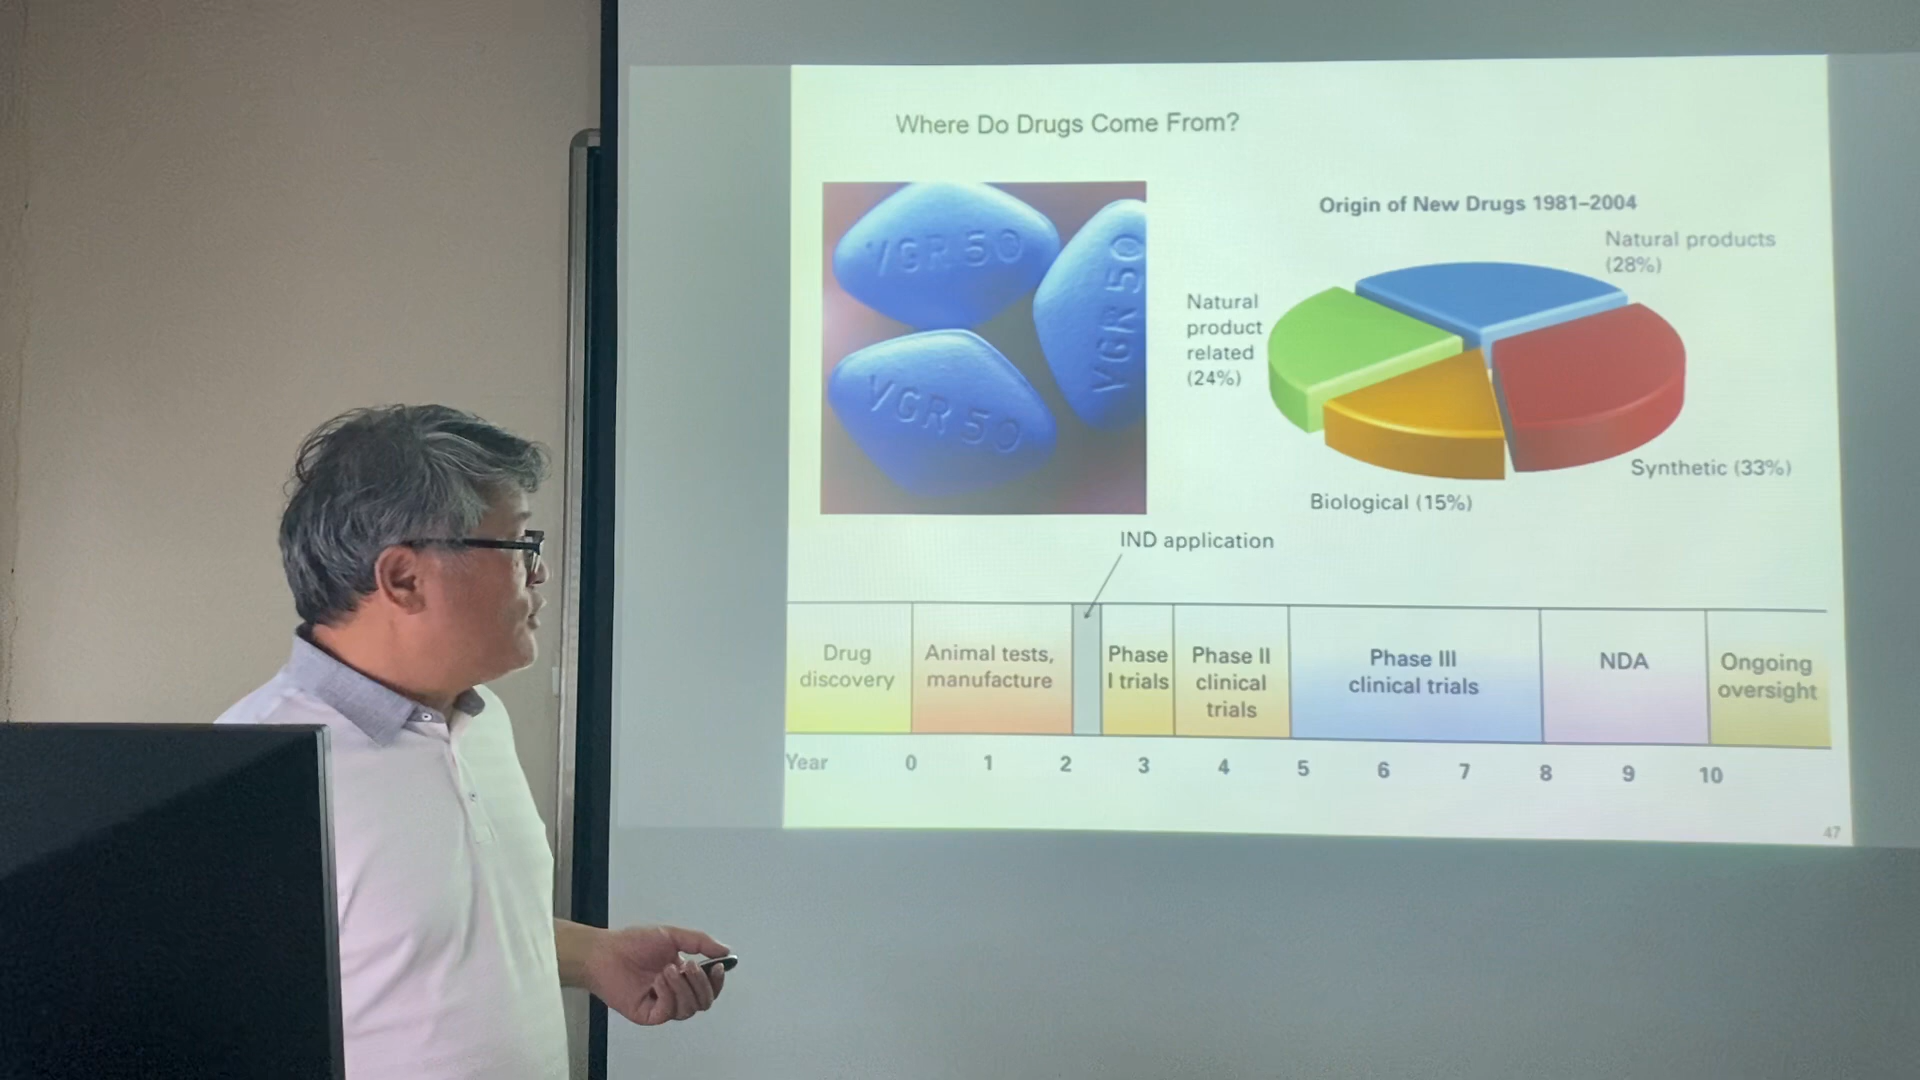 Where Do Drugs Come From?
VGR 50
VGR 50
VGR 50
Origin of New Drugs 1981–2004
Natural products
(28%)
Natural
product
related
(24%)
Synthetic (33%)
Biological (15%)
IND application
Drug
discovery
Animal tests,
manufacture
Phase
I trials
Phase II
clinical
trials
Phase III
clinical trials
NDA
Ongoing
oversight
Year 0 1 2 3 4 5 6 7 8 9 10
47